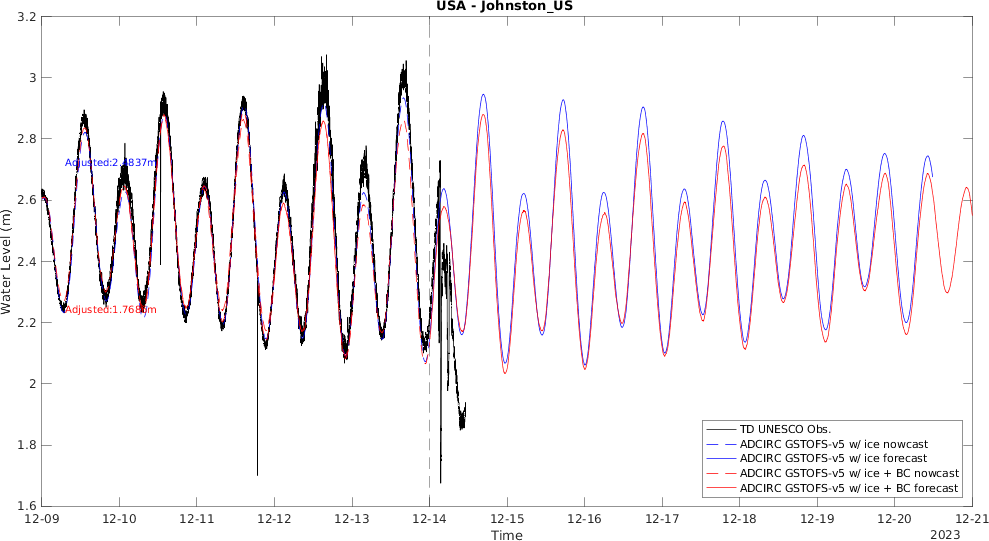 USA - Johnston_US
3.2
3
2.8
2.6
2.4
2.2
2
1.8
1.6
Water Level (m)
Adjusted:
Adjusted:
TD UNESCO Obs.
ADCIRC GSTOFS-v5 w/ ice nowcast
ADCIRC GSTOFS-v5 w/ ice forecast
ADCIRC GSTOFS-v5 w/ ice + BC nowcast
ADCIRC GSTOFS-v5 w/ ice + BC forecast
12-09 12-10 12-11 12-12 12-13 12-14 12-15 12-16 12-17 12-18 12-19 12-20 12-21
Time
2023